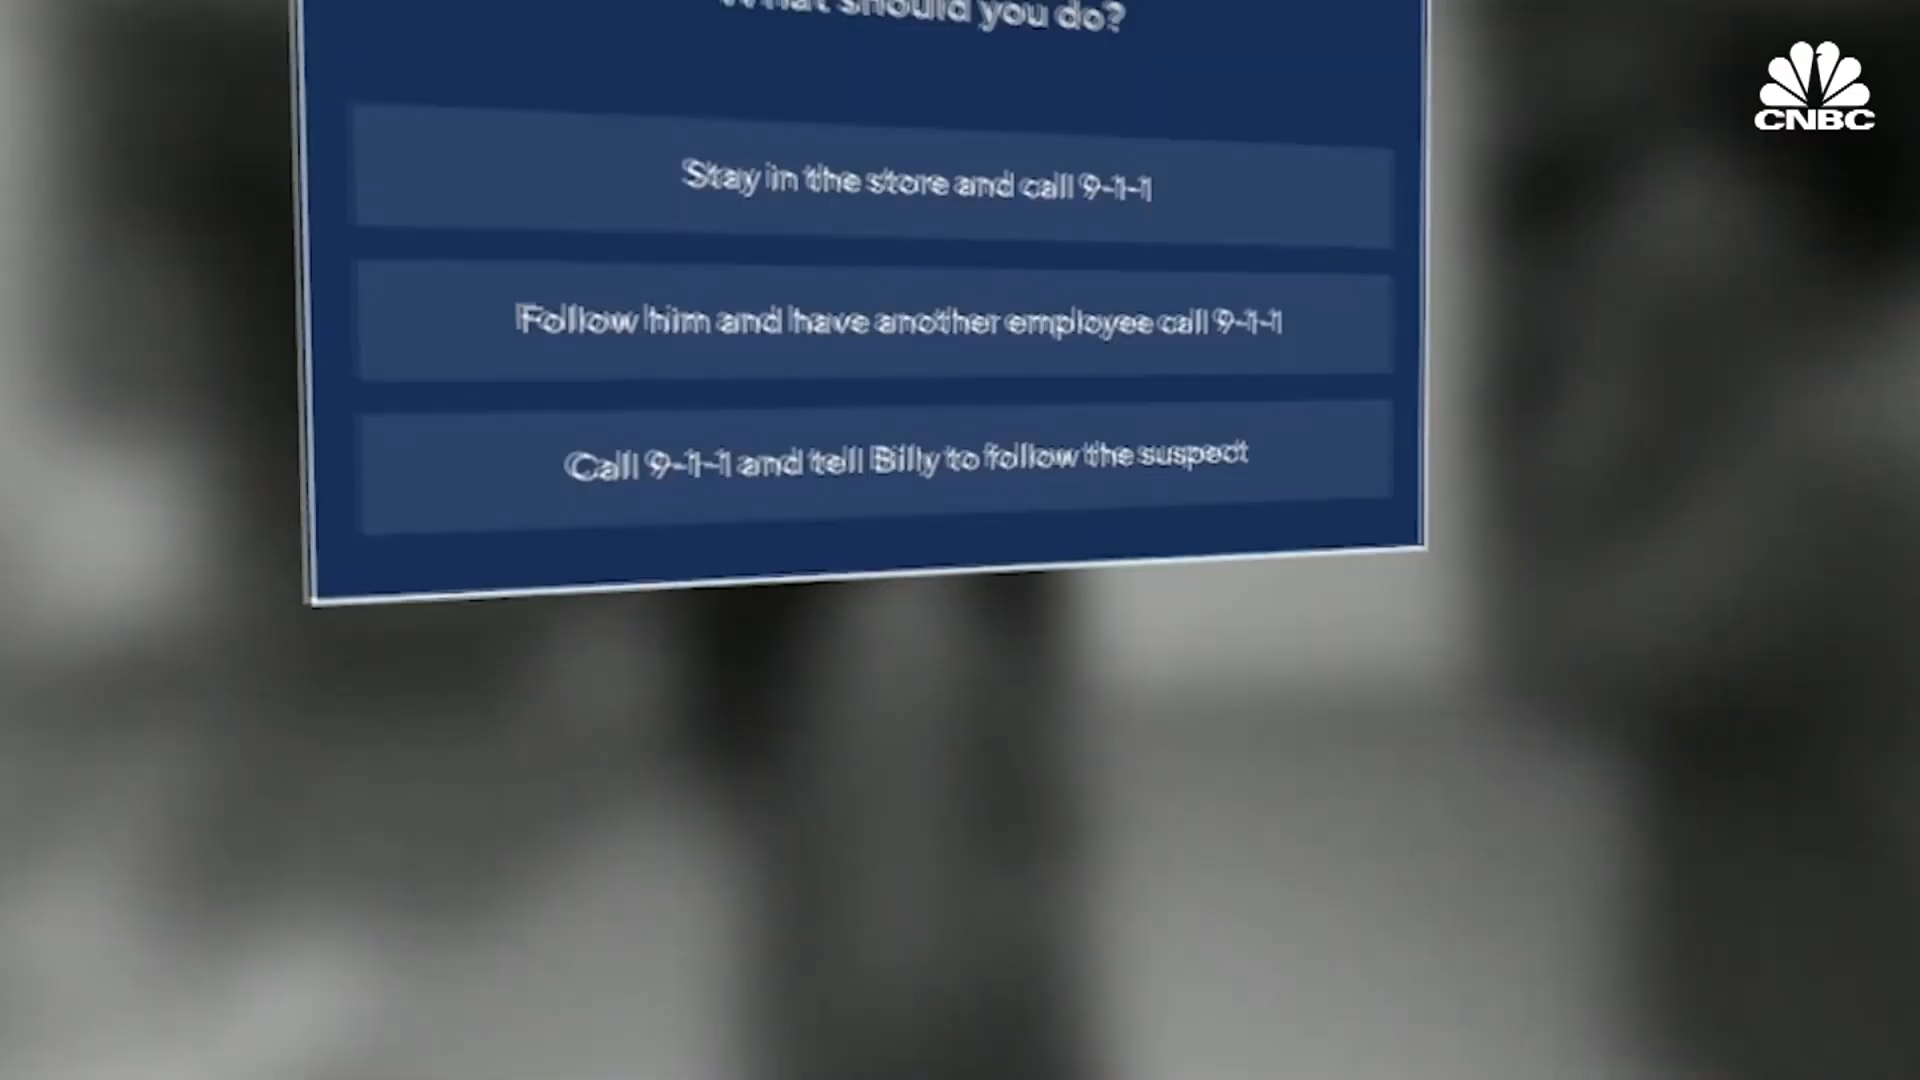 What should you do?
CNBC
Stay in the store and call 9-1-1
Follow him and have another employee call 9-1-1
Call 9-1-1 and tell Billy to follow the suspect